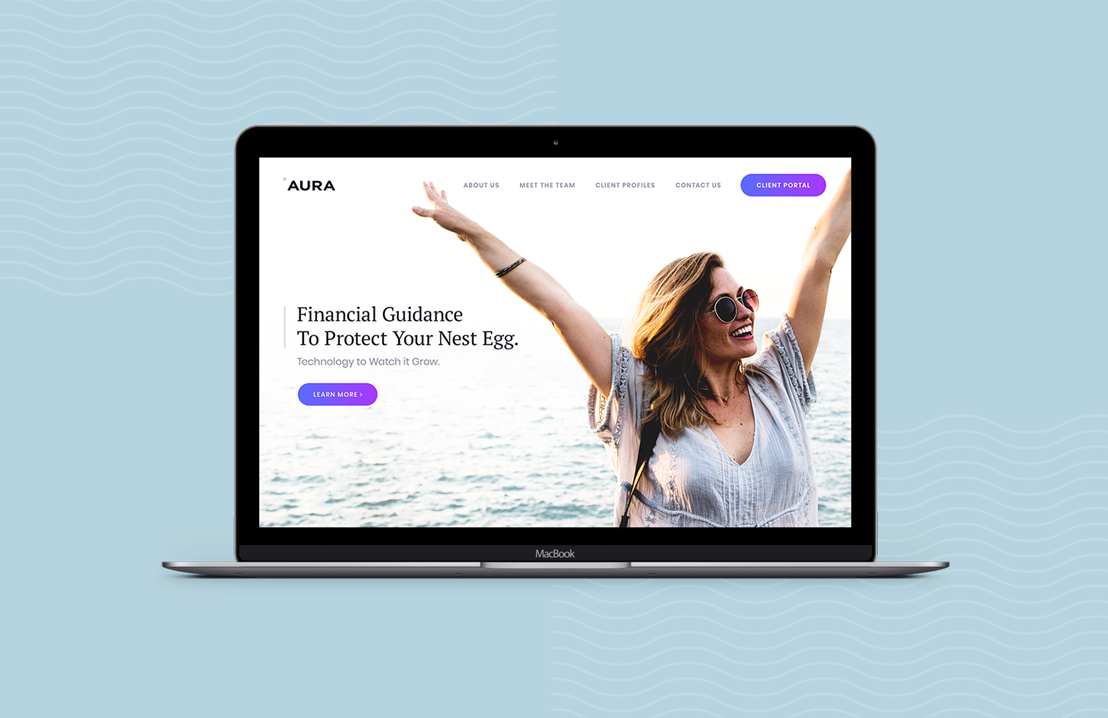 AURA
ABOUT US
MEET THE TEAM
CLIENT PROFILES
CONTACT US
CLIENT PORTAL
Financial Guidance
To Protect Your Nest Egg.
Technology to Watch it Grow.
LEARN MORE >
MacBook